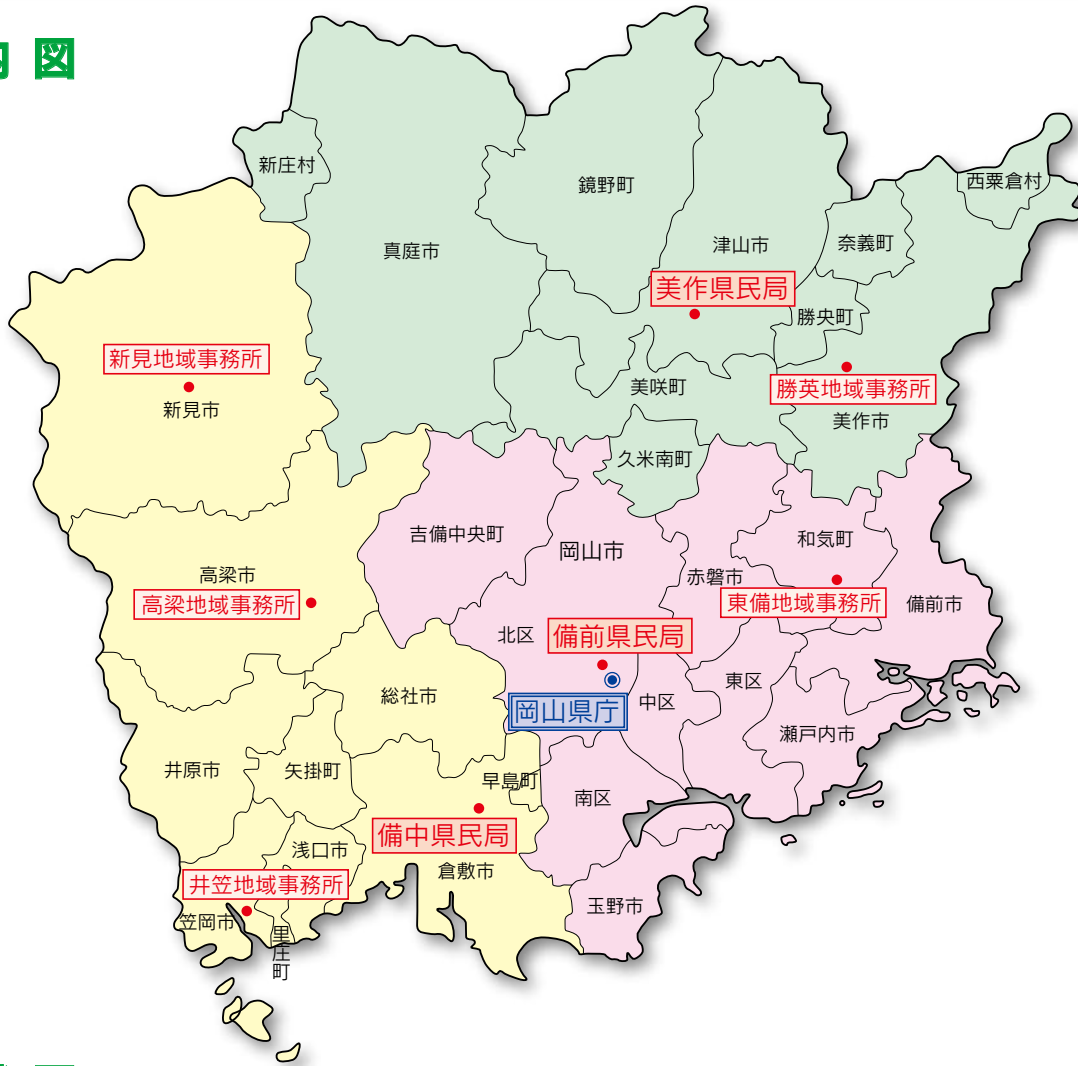 図
新庄村
鏡野町
西粟倉村
真庭市
津山市
奈義町
美作県民局
勝央町
新見地域事務所
新見市
美咲町
勝英地域事務所
美作市
久米南町
吉備中央町
岡山市
和気町
高梁市
赤磐市
高梁地域事務所
東備地域事務所
備前市
北区
備前県民局
総社市
東区
中区
岡山県庁
瀬戸内市
井原市
矢掛町
早島町
南区
備中県民局
浅口市
倉敷市
井笠地域事務所
玉野市
笠岡市
里庄町